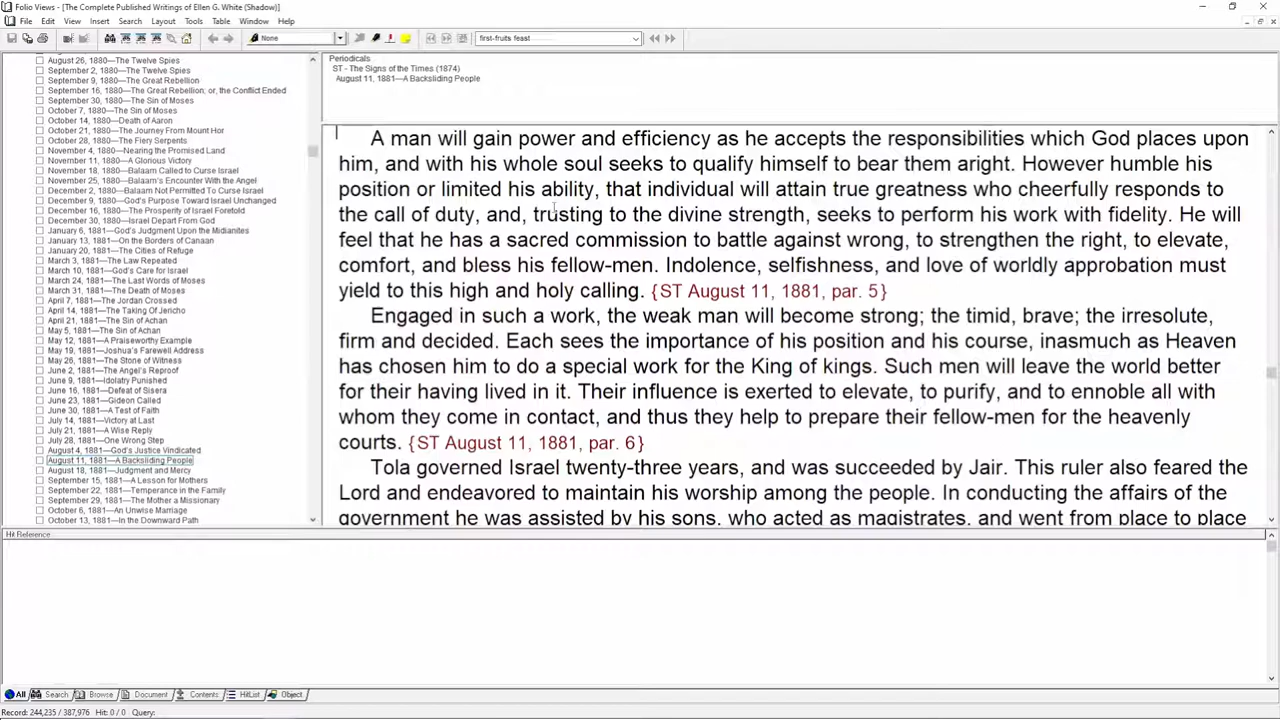 Folio Views - [The Complete Published Writings of Ellen G. White (Shadow)]
File Edit View Insert Search Layout Tools Table Window Help
None
first-fruits feast
August 26, 1880—The Twelve Spies
September 2, 1880—The Twelve Spies
September 9, 1880—The Great Rebellion
September 16, 1880—The Great Rebellion; or, the Conflict Ended
September 30, 1880—The Sin of Moses
October 7, 1880—The Sin of Moses
October 14, 1880—Death of Aaron
October 21, 1880—The Journey From Mount Hor
October 28, 1880—The Fiery Serpents
November 4, 1880—Nearing the Promised Land
November 11, 1880—A Glorious Victory
November 18, 1880—Balaam Called to Curse Israel
November 25, 1880—Balaam's Encounter With the Angel
December 2, 1880—Balaam Not Permitted To Curse Israel
December 9, 1880—God's Purpose Toward Israel Unchanged
December 16, 1880—The Prosperity of Israel Foretold
December 30, 1880—Israel Depart From God
January 6, 1881—God's Judgment Upon the Midianites
January 13, 1881—On the Borders of Canaan
January 20, 1881—The Cities of Refuge
March 3, 1881—The Law Repeated
March 10, 1881—God's Care for Israel
March 24, 1881—The Last Words of Moses
March 31, 1881—The Death of Moses
April 7, 1881—The Jordan Crossed
April 14, 1881—The Taking Of Jericho
April 21, 1881—The Sin of Achan
May 5, 1881—The Sin of Achan
May 12, 1881—A Praiseworthy Example
May 19, 1881—Joshua's Farewell Address
May 26, 1881—The Stone of Witness
June 2, 1881—The Angel's Reproof
June 9, 1881—Idolatry Punished
June 16, 1881—Defeat of Sisera
June 23, 1881—Gideon Called
June 30, 1881—A Test of Faith
July 14, 1881—Victory at Last
July 21, 1881—A Wise Reply
July 28, 1881—One Wrong Step
August 4, 1881—God's Justice Vindicated
August 11, 1881—A Backsliding People
August 18, 1881—Judgment and Mercy
September 15, 1881—A Lesson for Mothers
September 22, 1881—Temperance in the Family
September 29, 1881—The Mother a Missionary
October 6, 1881—An Unwise Marriage
October 13, 1881—In the Downward Path
Periodicals
ST - The Signs of the Times (1874)
August 11, 1881—A Backsliding People
A man will gain power and efficiency as he accepts the responsibilities which God places upon
him, and with his whole soul seeks to qualify himself to bear them aright. However humble his
position or limited his ability, that individual will attain true greatness who cheerfully responds to
the call of duty, and, trusting to the divine strength, seeks to perform his work with fidelity. He will
feel that he has a sacred commission to battle against wrong, to strengthen the right, to elevate,
comfort, and bless his fellow-men. Indolence, selfishness, and love of worldly approbation must
yield to this high and holy calling. {ST August 11, 1881, par. 5}
Engaged in such a work, the weak man will become strong; the timid, brave; the irresolute,
firm and decided. Each sees the importance of his position and his course, inasmuch as Heaven
has chosen him to do a special work for the King of kings. Such men will leave the world better
for their having lived in it. Their influence is exerted to elevate, to purify, and to ennoble all with
whom they come in contact, and thus they help to prepare their fellow-men for the heavenly
courts. {ST August 11, 1881, par. 6}
Tola governed Israel twenty-three years, and was succeeded by Jair. This ruler also feared the
Lord and endeavored to maintain his worship among the people. In conducting the affairs of the
government he was assisted by his sons, who acted as magistrates, and went from place to place
Hit Reference
All Search Browse Document Contents HitList Object
Record: 244,235 / 387,976 Hit: 0 / 0 Query: